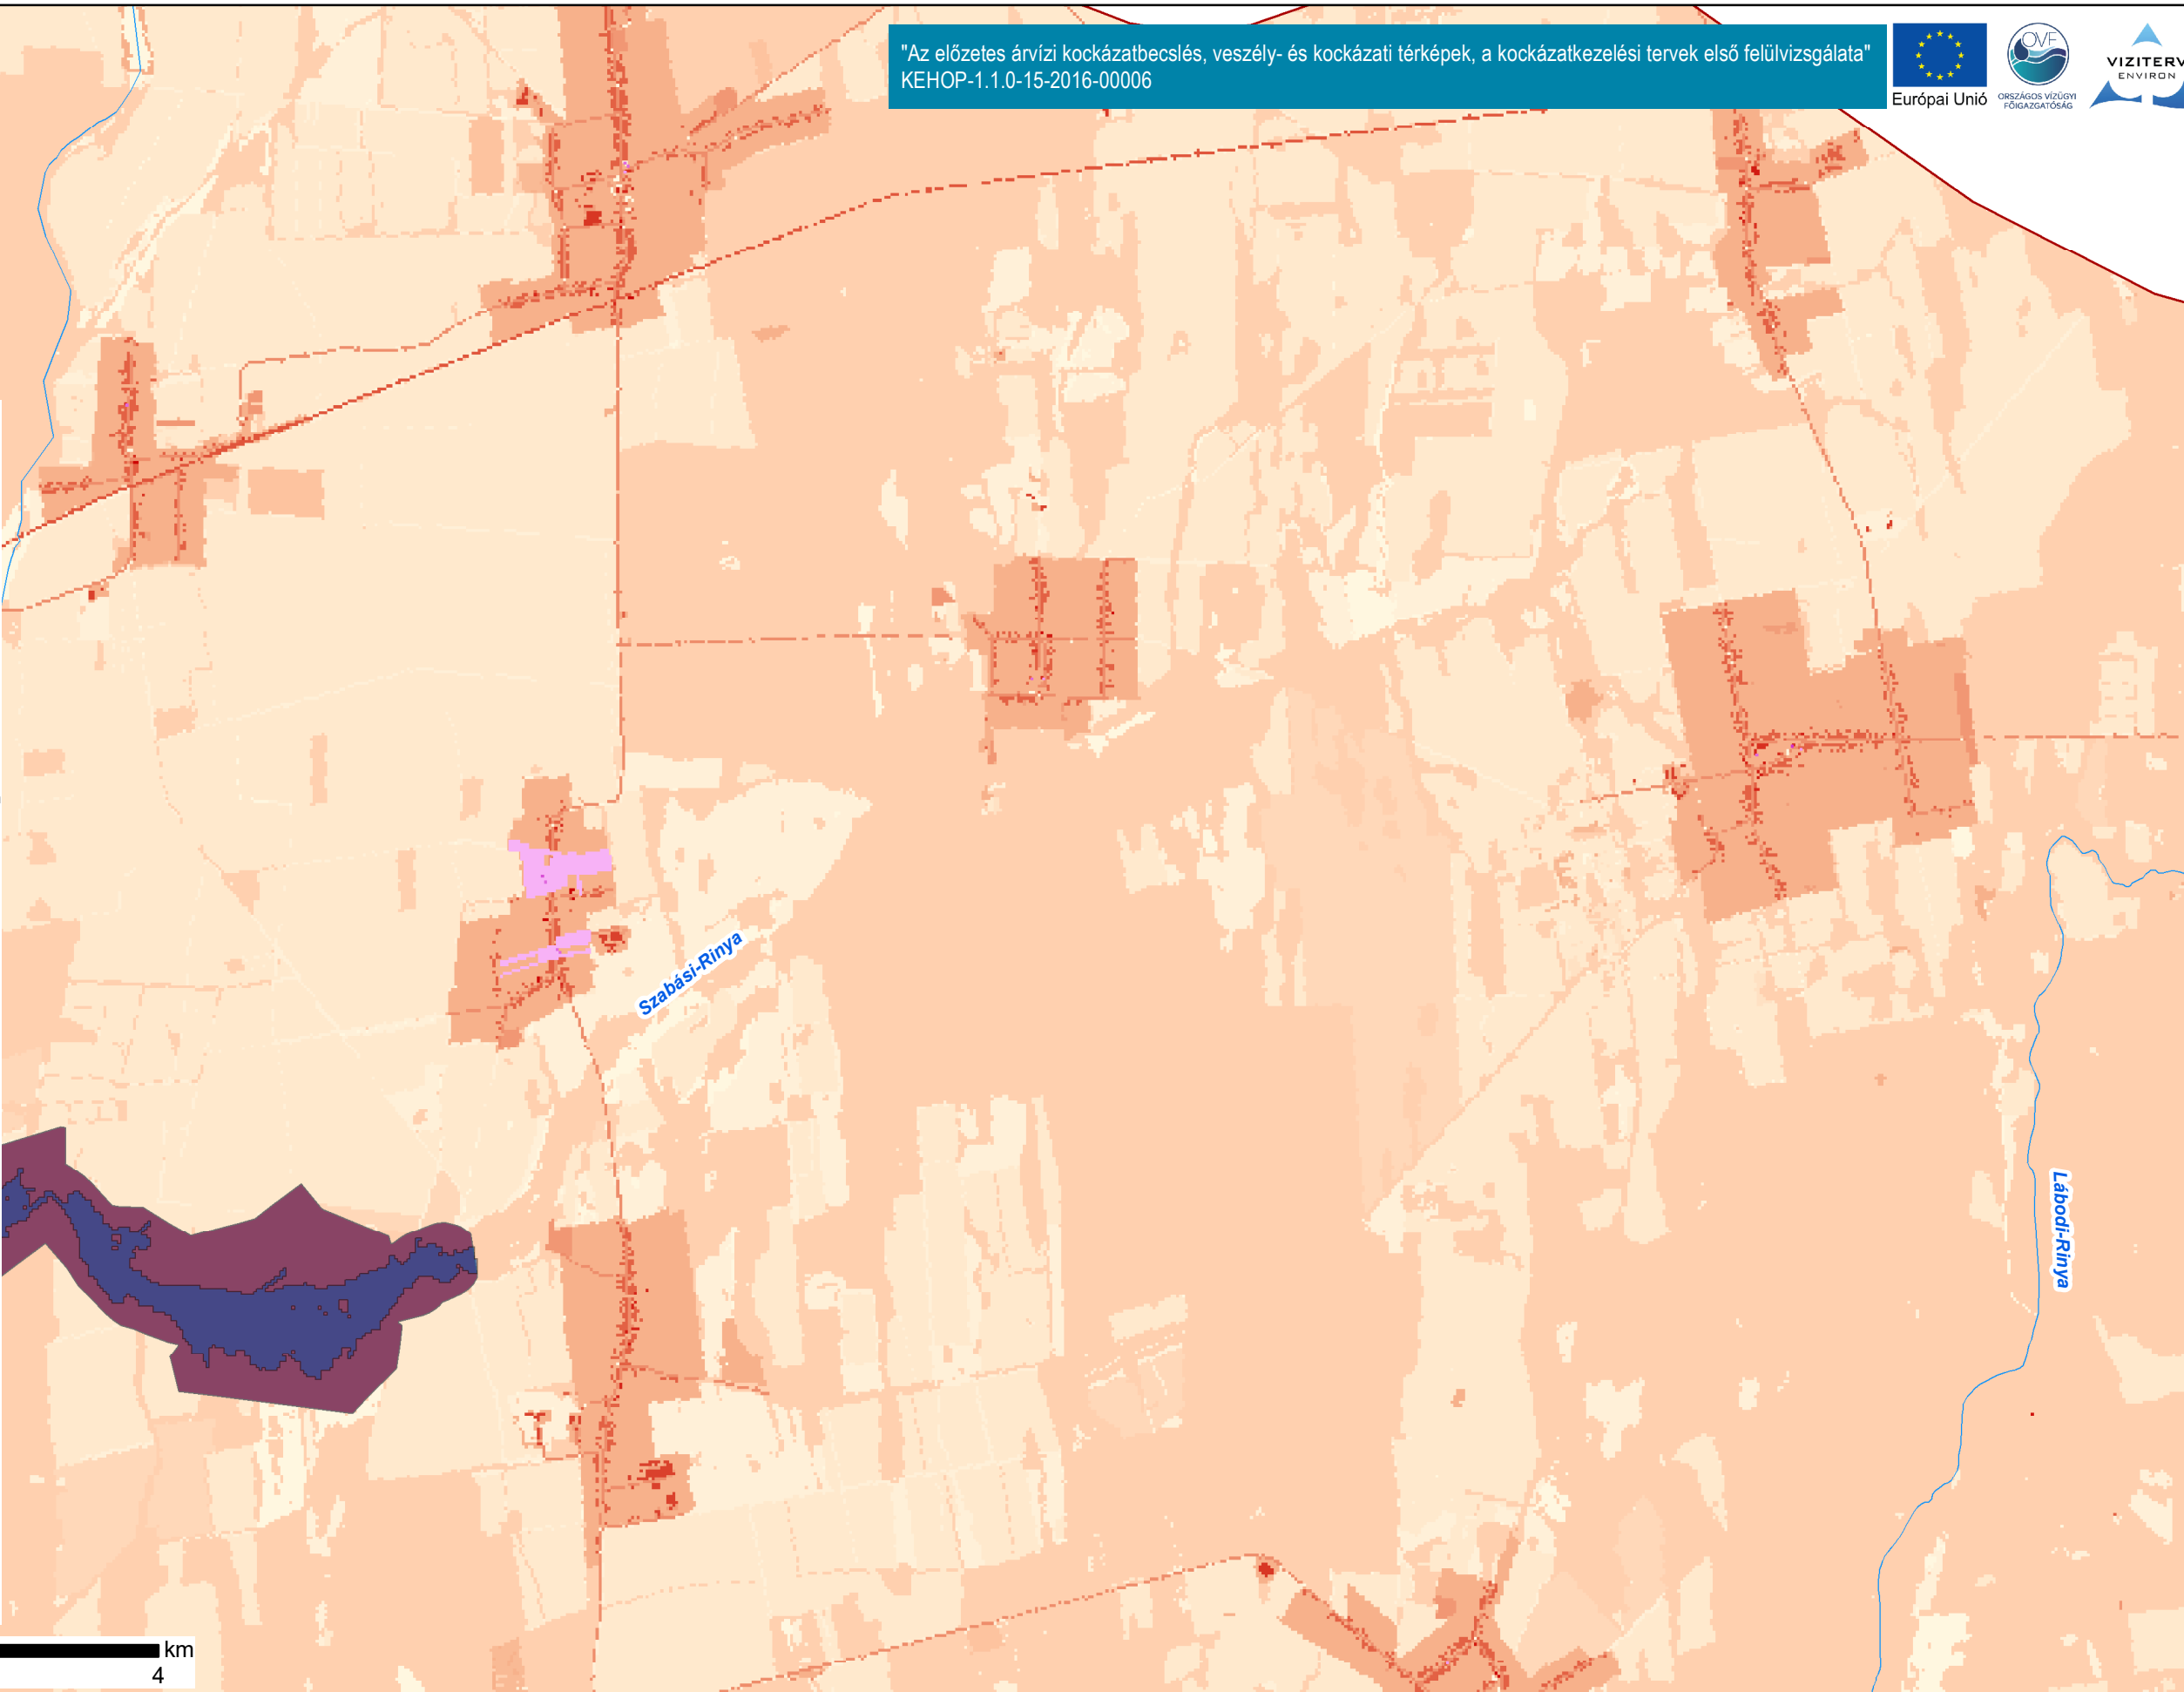 "Az előzetes árvízi kockázatbecslés, veszély- és kockázati térképek, a kockázatkezelési tervek első felülvizsgálata"
KEHOP-1.1.0-15-2016-00006
Európai Unió
OVF
ORSZÁGOS VÍZÜGYI
FŐIGAZGATÓSÁG
VIZITERV
ENVIRON
Szabási-Rinya
Lábodi-Rinya
km
4